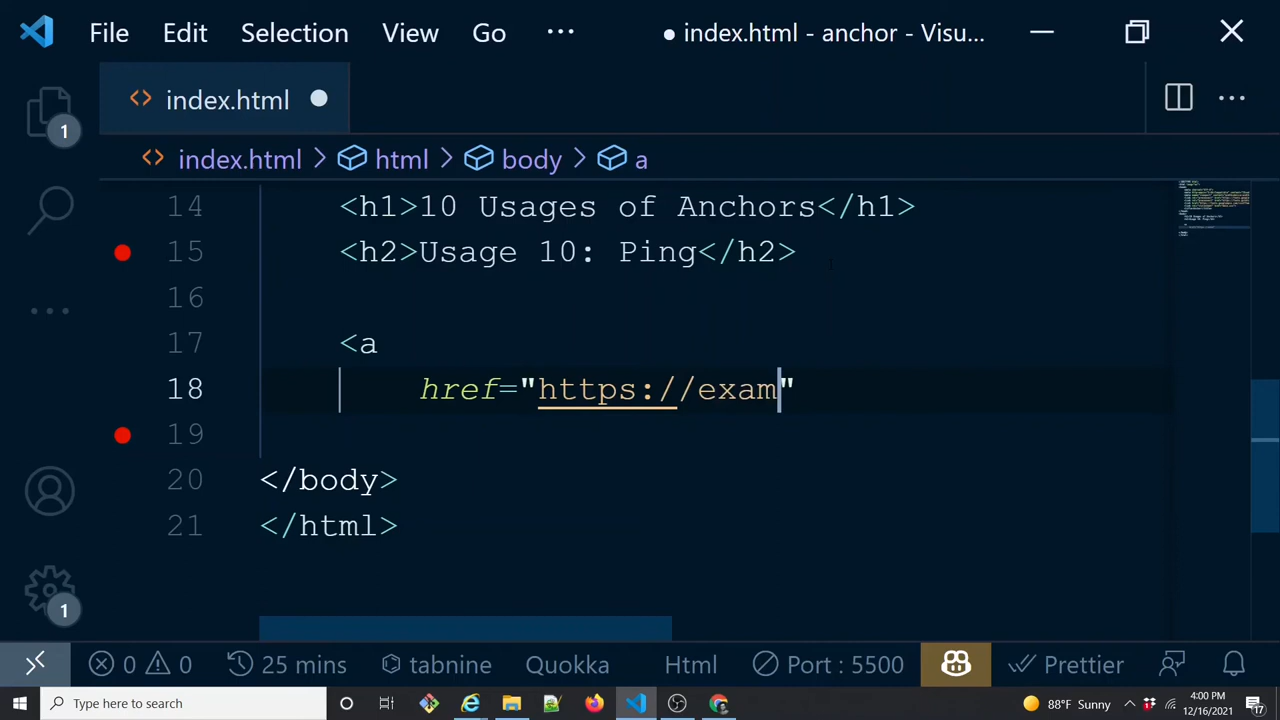 File Edit Selection View Go ··· ● index.html - anchor - Visu...
index.html
index.html > html > body > a
1
14 <h1>10 Usages of Anchors</h1>
15 <h2>Usage 10: Ping</h2>
16
17 <a
18 href="https://exam"
19
20 </body>
21 </html>
1
0 0 25 mins tabnine Quokka Html Port : 5500 Prettier
Type here to search
88°F Sunny
4:00 PM
12/16/2021
17